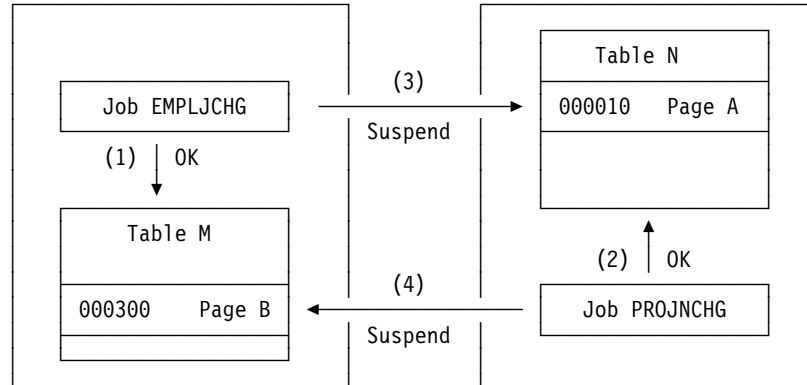 Table N
(3)
Job EMPLJCHG
000010 Page A
Suspend
(1) OK
Table M
(2) OK
(4)
000300 Page B
Job PROJNCHG
Suspend